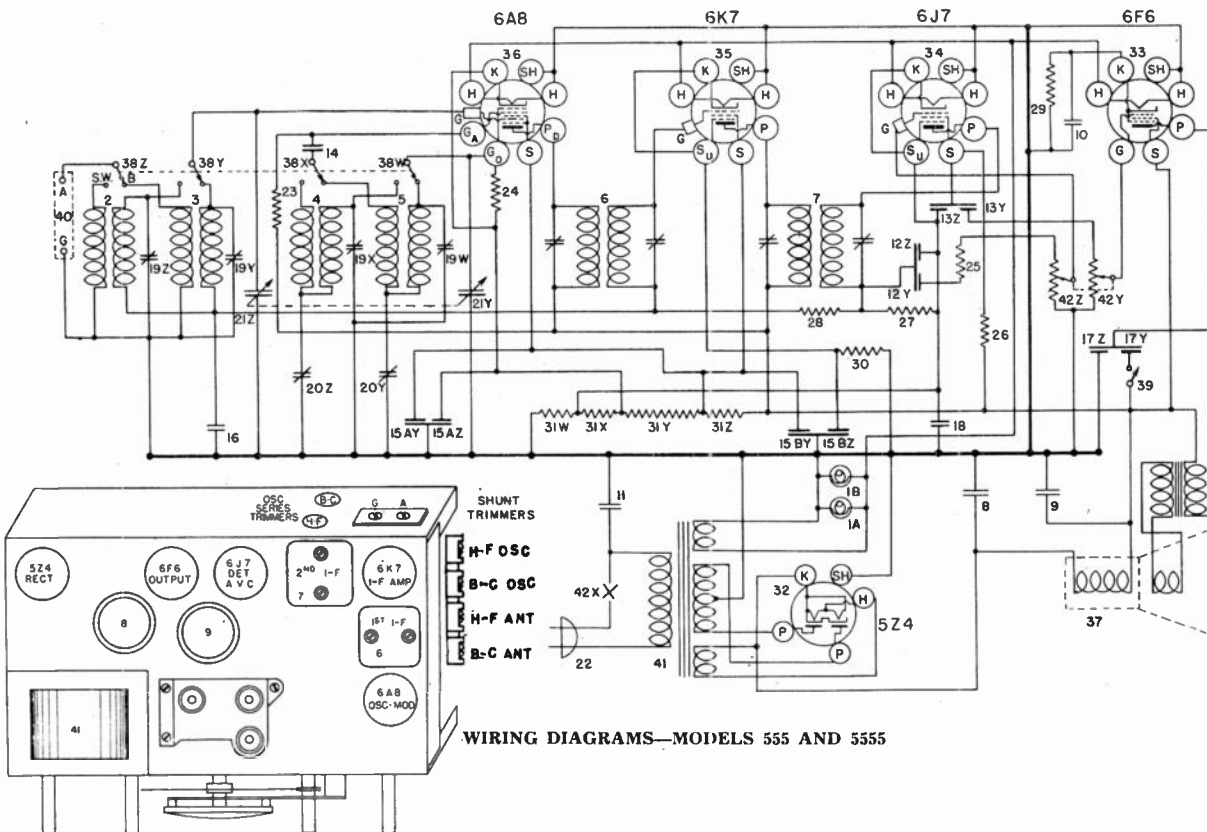 6A8 6K7 6J7 6F6
36 35 34 33
K SH K SH K SH K SH
H H H H H H H H
G GA GO PD S
G SU S P
G SU S P
G S P
38Z 38Y 14 38X 38W
S.W. B
A 40 G
2 3 23 4 5 24 6 7
19Z 19Y 19X 19W
21Z 21Y
13Z 13Y
12Z 12Y 25
29 10
42Z 42Y
28 27 26
17Z 17Y
30 39
20Z 20Y
16
15AY 15AZ
31W 31X 31Y 31Z
15BY 15BZ 18
11
1B
1A
8 9
42X
22 41
32 K SH H P P
5Z4
37
OSC SERIES TRIMMERS
B-C
H-F
G A
SHUNT
TRIMMERS
H-F OSC
B-C OSC
H-F ANT
B-C ANT
5Z4
RECT
6F6
OUTPUT
6J7
DET
AVC
2ND I-F
7
6K7
I-F AMP
8 9
1ST I-F
6
6A8
OSC-MOD
41
WIRING DIAGRAMS—MODELS 555 AND 5555